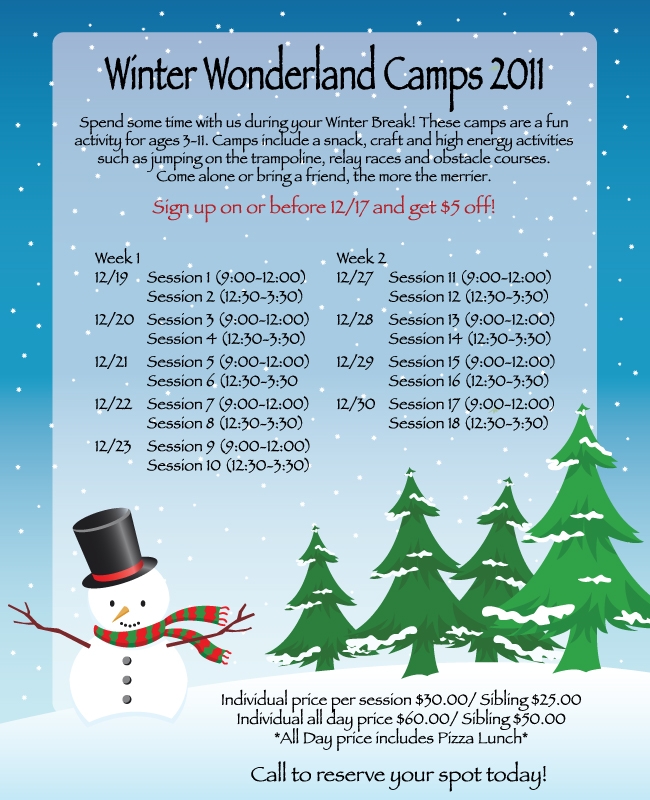 Winter Wonderland Camps 2011
Spend some time with us during your Winter Break! These camps are a fun
activity for ages 3-11. Camps include a snack, craft and high energy activities
such as jumping on the trampoline, relay races and obstacle courses.
Come alone or bring a friend, the more the merrier.
Sign up on or before 12/17 and get $5 off!
Week 1
12/19 Session 1 (9:00-12:00)
Session 2 (12:30-3:30)
12/20 Session 3 (9:00-12:00)
Session 4 (12:30-3:30)
12/21 Session 5 (9:00-12:00)
Session 6 (12:30-3:30
12/22 Session 7 (9:00-12:00)
Session 8 (12:30-3:30)
12/23 Session 9 (9:00-12:00)
Session 10 (12:30-3:30)
Week 2
12/27 Session 11 (9:00-12:00)
Session 12 (12:30-3:30)
12/28 Session 13 (9:00-12:00)
Session 14 (12:30-3:30)
12/29 Session 15 (9:00-12:00)
Session 16 (12:30-3:30)
12/30 Session 17 (9:00-12:00)
Session 18 (12:30-3:30)
Individual price per session $30.00/ Sibling $25.00
Individual all day price $60.00/ Sibling $50.00
*All Day price includes Pizza Lunch*
Call to reserve your spot today!